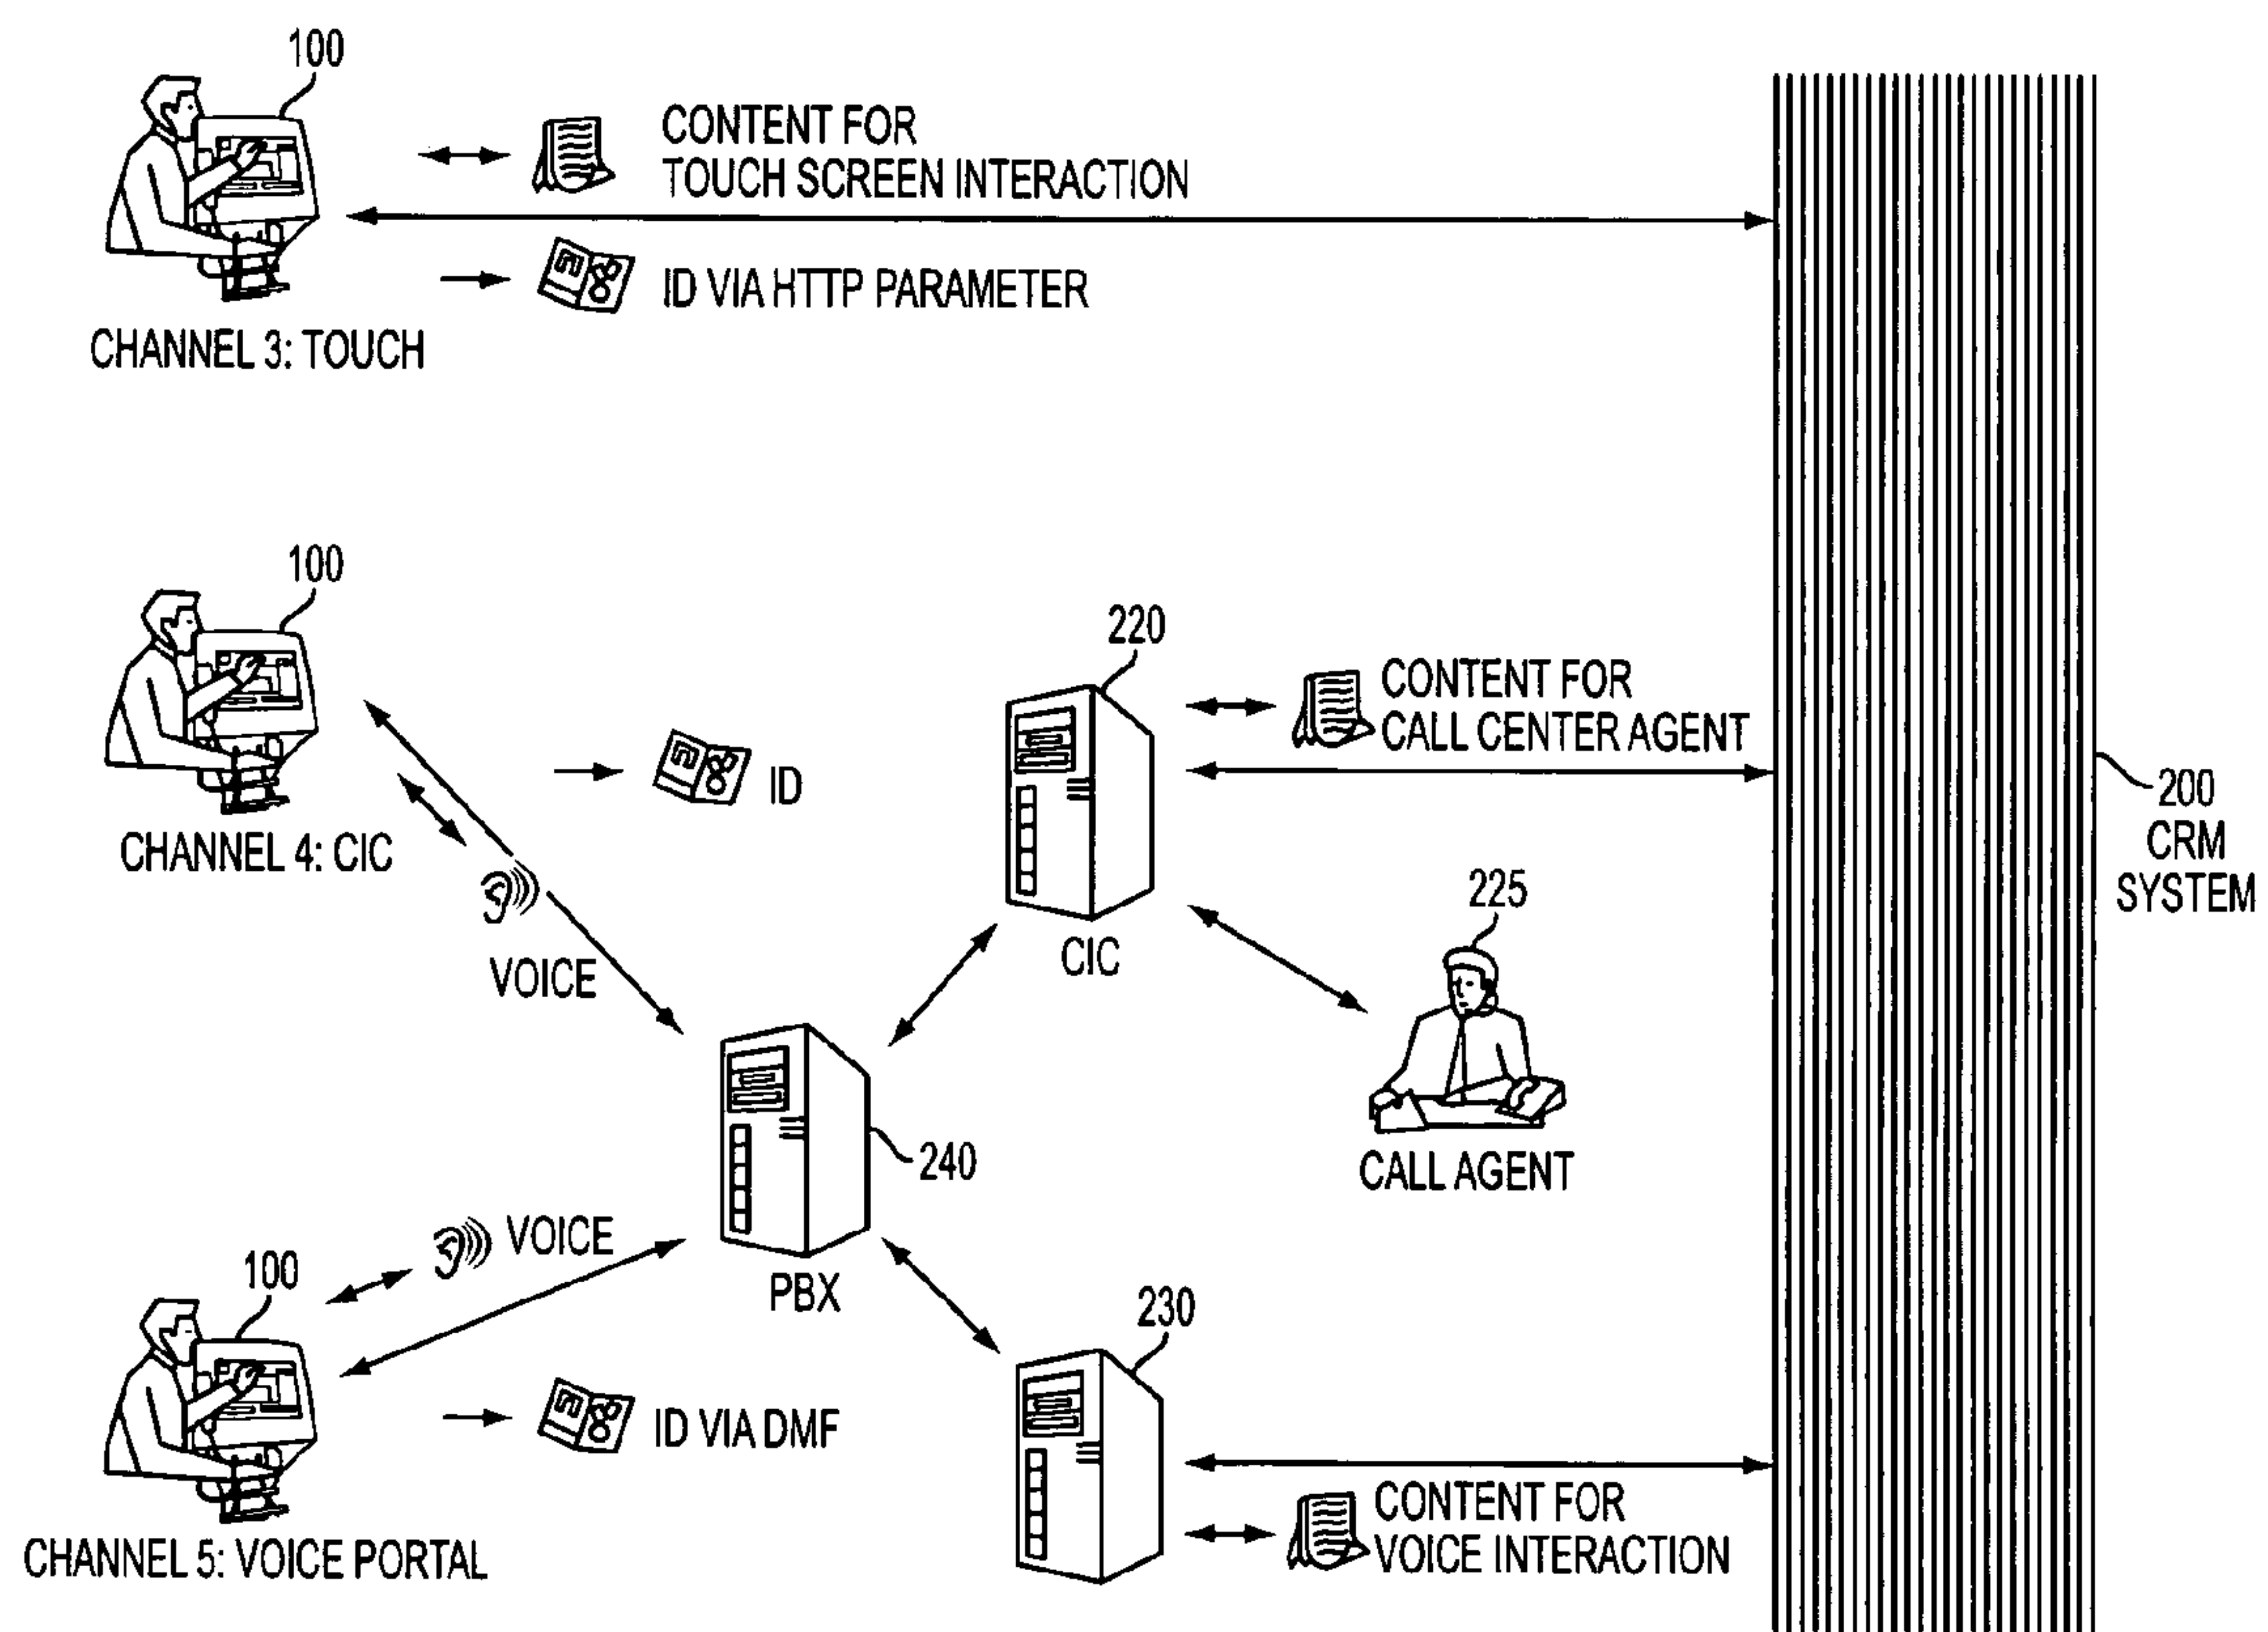 100
CONTENT FOR
TOUCH SCREEN INTERACTION
ID VIA HTTP PARAMETER
CHANNEL 3: TOUCH
100
220
CONTENT FOR
CALL CENTER AGENT
ID
CHANNEL 4: CIC
200
CRM
SYSTEM
225
VOICE
CIC
240
CALL AGENT
VOICE
100
PBX
230
ID VIA DMF
CONTENT FOR
VOICE INTERACTION
CHANNEL 5: VOICE PORTAL